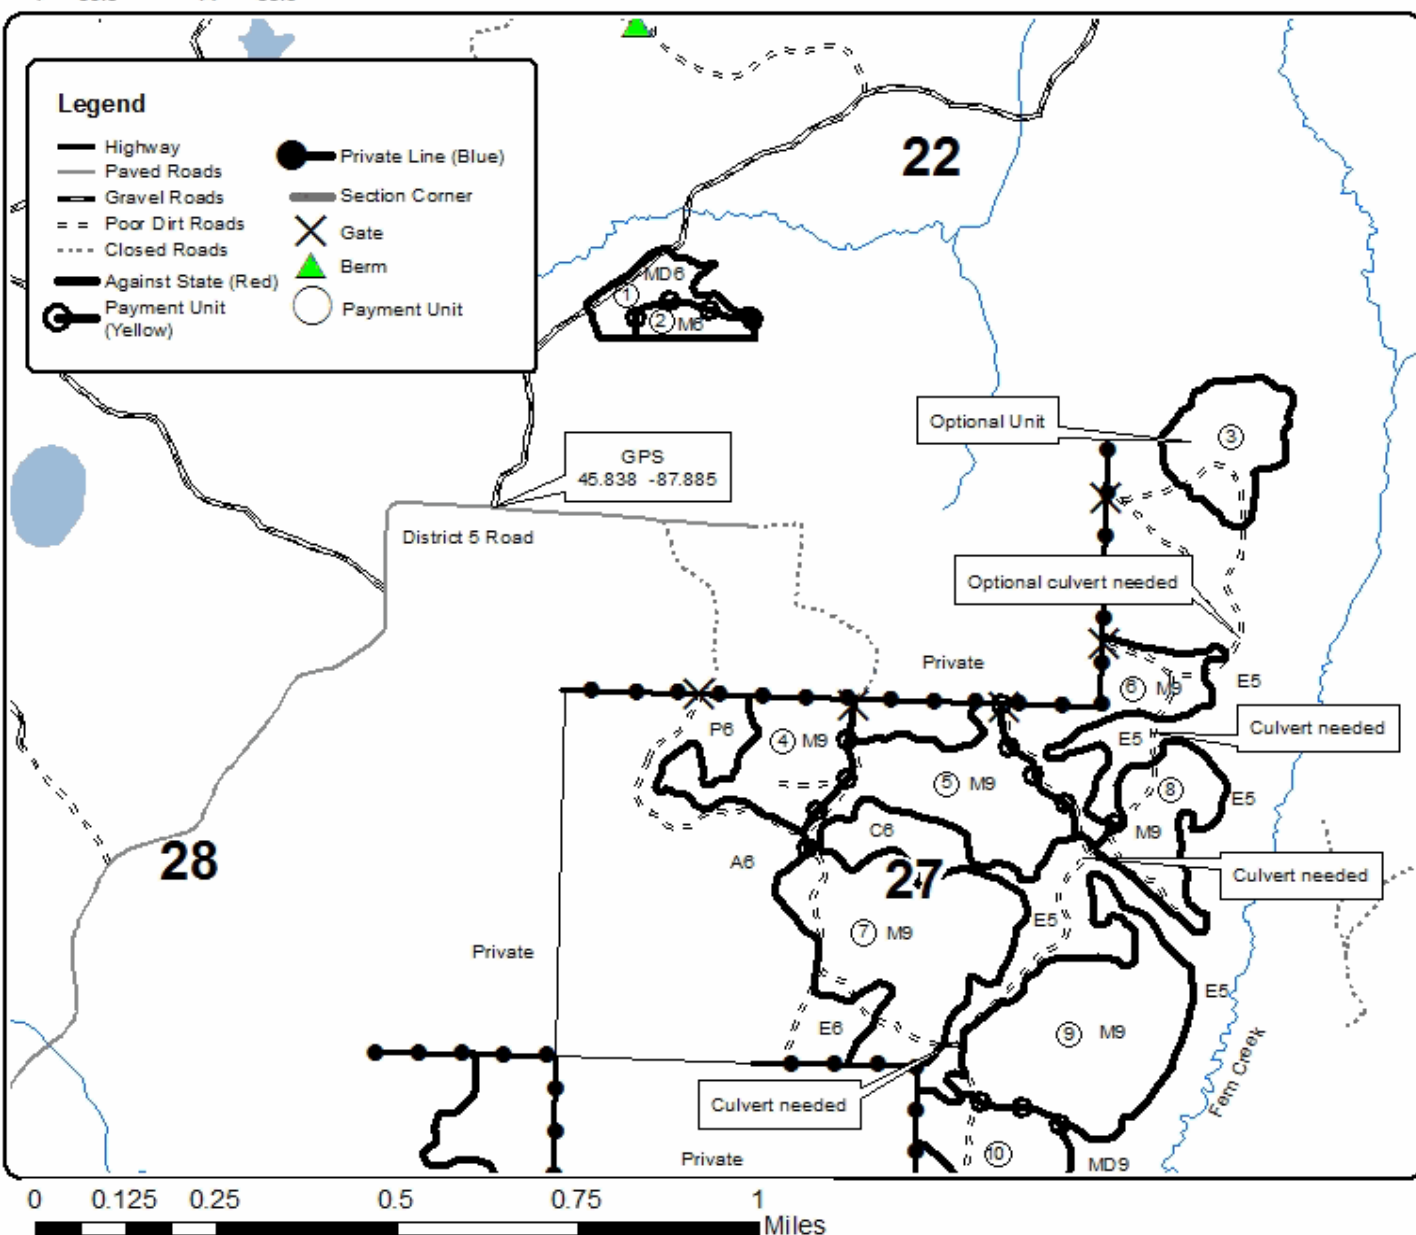 Legend
Highway
Paved Roads
Gravel Roads
Poor Dirt Roads
Closed Roads
Against State (Red)
Payment Unit
(Yellow)
Private Line (Blue)
Section Corner
Gate
Berm
Payment Unit
22
MD6
1
2 M6
Optional Unit
3
GPS
45.838 -87.885
District 5 Road
Optional culvert needed
Private
6 M9
E5
P6
4 M9
E5
Culvert needed
5 M9
8
E5
C6
M9
28
A6
27
Culvert needed
7 M9
E5
Private
E5
E6
9 M9
Fern Creek
Culvert needed
Private
10
MD9
0 0.125 0.25 0.5 0.75 1
Miles